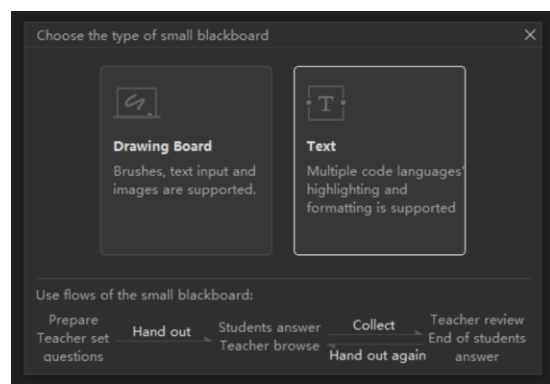 Choose the type of small blackboard
Drawing Board
Brushes, text input and
images are supported.
T
Text
Multiple code languages'
highlighting and
formatting is supported
Use flows of the small blackboard:
Prepare
Teacher set
questions
Hand out
Students answer
Teacher browse
Collect
Hand out again
Teacher review
End of students
answer